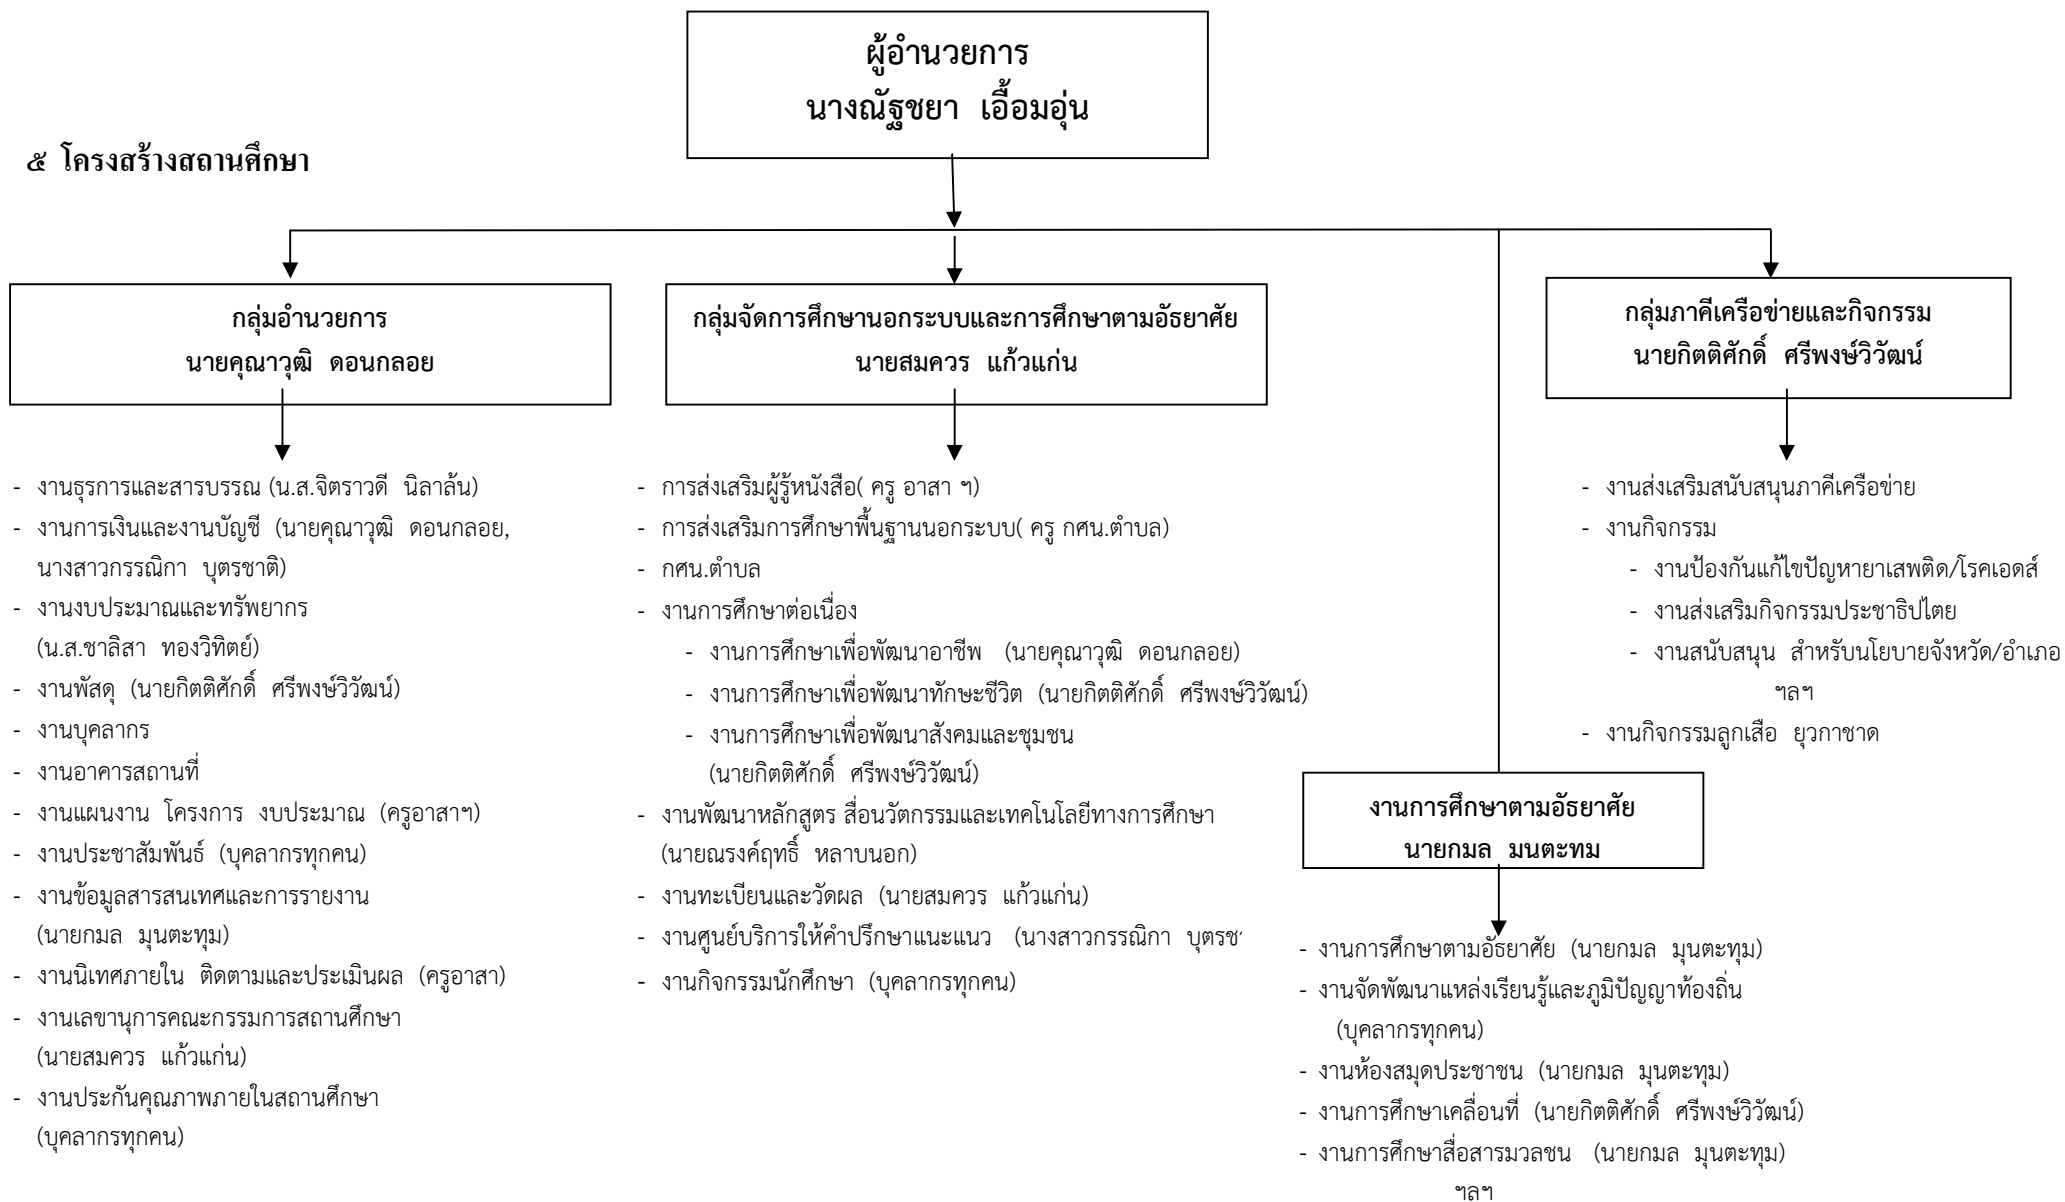 ผู้อำนวยการ
นางณัฐชยา เอื้อมอุ่น
๕ โครงสร้างสถานศึกษา
กลุ่มอำนวยการ
นายคุณาวุฒิ ดอนกลอย
- งานธุรการและสารบรรณ (น.ส.จิตราวดี นิลาล้น)
- งานการเงินและงานบัญชี (นายคุณาวุฒิ ดอนกลอย,
นางสาวกรรณิกา บุตรชาติ)
- งานงบประมาณและทรัพยากร
(น.ส.ชาลิสา ทองวิทิตย์)
- งานพัสดุ (นายกิตติศักดิ์ ศรีพงษ์วิวัฒน์)
- งานบุคลากร
- งานอาคารสถานที่
- งานแผนงาน โครงการ งบประมาณ (ครูอาสาฯ)
- งานประชาสัมพันธ์ (บุคลากรทุกคน)
- งานข้อมูลสารสนเทศและการรายงาน
(นายกมล มุนตะทุม)
- งานนิเทศภายใน ติดตามและประเมินผล (ครูอาสา)
- งานเลขานุการคณะกรรมการสถานศึกษา
(นายสมควร แก้วแก่น)
- งานประกันคุณภาพภายในสถานศึกษา
(บุคลากรทุกคน)
กลุ่มจัดการศึกษานอกระบบและการศึกษาตามอัธยาศัย
นายสมควร แก้วแก่น
- การส่งเสริมผู้รู้หนังสือ( ครู อาสา ฯ)
- การส่งเสริมการศึกษาพื้นฐานนอกระบบ( ครู กศน.ตำบล)
- กศน.ตำบล
- งานการศึกษาต่อเนื่อง
- งานการศึกษาเพื่อพัฒนาอาชีพ (นายคุณาวุฒิ ดอนกลอย)
- งานการศึกษาเพื่อพัฒนาทักษะชีวิต (นายกิตติศักดิ์ ศรีพงษ์วิวัฒน์)
- งานการศึกษาเพื่อพัฒนาสังคมและชุมชน
(นายกิตติศักดิ์ ศรีพงษ์วิวัฒน์)
- งานพัฒนาหลักสูตร สื่อนวัตกรรมและเทคโนโลยีทางการศึกษา
(นายณรงค์ฤทธิ์ หลาบนอก)
- งานทะเบียนและวัดผล (นายสมควร แก้วแก่น)
- งานศูนย์บริการให้คำปรึกษาแนะแนว (นางสาวกรรณิกา
- งานกิจกรรมนักศึกษา (บุคลากรทุกคน)
กลุ่มภาคีเครือข่ายและกิจกรรม
นายกิตติศักดิ์ ศรีพงษ์วิวัฒน์
- งานส่งเสริมสนับสนุนภาคีเครือข่าย
- งานกิจกรรม
- งานป้องกันแก้ไขปัญหายาเสพติด/โรคเอดส์
- งานส่งเสริมกิจกรรมประชาธิปไตย
- งานสนับสนุน สำหรับนโยบายจังหวัด/อำเภอ
ฯลฯ
- งานกิจกรรมลูกเสือ ยุวกาชาด
งานการศึกษาตามอัธยาศัย
นายกมล มนตะทม
- งานการศึกษาตามอัธยาศัย (นายกมล มุนตะทุม)
- งานจัดพัฒนาแหล่งเรียนรู้และภูมิปัญญาท้องถิ่น
(บุคลากรทุกคน)
- งานห้องสมุดประชาชน (นายกมล มุนตะทุม)
- งานการศึกษาเคลื่อนที่ (นายกิตติศักดิ์ ศรีพงษ์วิวัฒน์)
- งานการศึกษาสื่อสารมวลชน (นายกมล มุนตะทุม)
ฯลฯ